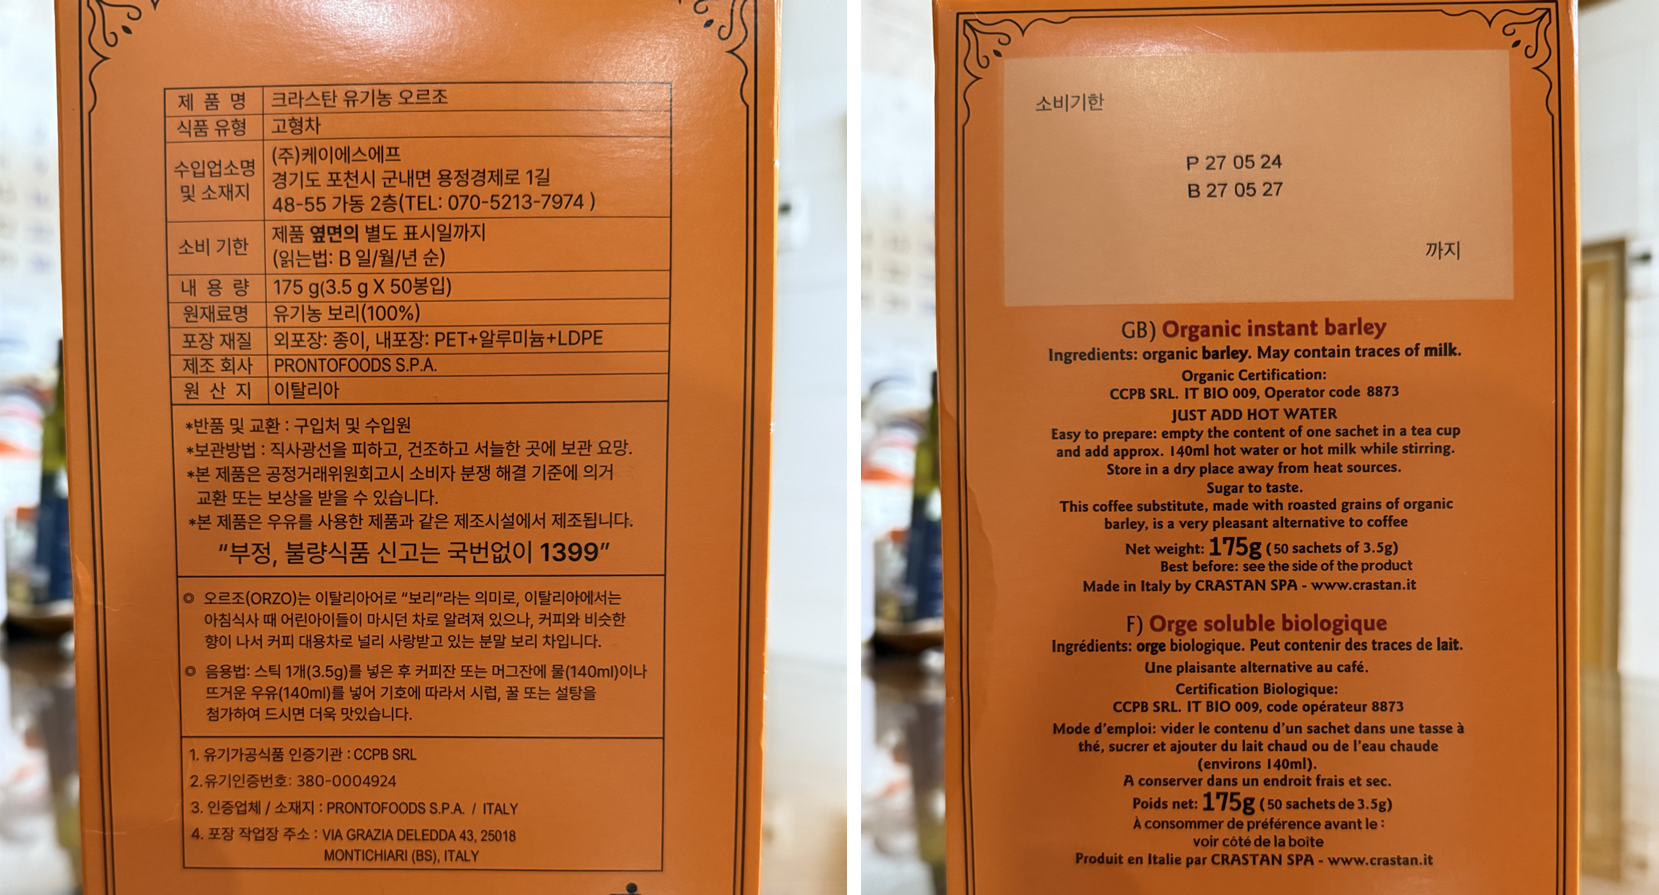 제 품 명 크라스탄 유기농 오르조
식품 유형 고형차
수입업소명 및 소재지 (주)케이에스에프
경기도 포천시 군내면 용정경제로 1길
48-55 가동 2층(TEL: 070-5213-7974 )
소비 기한 제품 옆면의 별도 표시일까지
(읽는법: B 일/월/년 순)
내 용 량 175 g(3.5 g X 50봉입)
원재료명 유기농 보리(100%)
포장 재질 외포장: 종이, 내포장: PET+알루미늄+LDPE
제조 회사 PRONTOFOODS S.P.A.
원 산 지 이탈리아
*반품 및 교환 : 구입처 및 수입원
*보관방법 : 직사광선을 피하고, 건조하고 서늘한 곳에 보관 요망.
*본 제품은 공정거래위원회고시 소비자 분쟁 해결 기준에 의거
교환 또는 보상을 받을 수 있습니다.
*본 제품은 우유를 사용한 제품과 같은 제조시설에서 제조됩니다.
“부정, 불량식품 신고는 국번없이 1399”
◎ 오르조(ORZO)는 이탈리아어로 “보리”라는 의미로, 이탈리아에서는
아침식사 때 어린아이들이 마시던 차로 알려져 있으나, 커피와 비슷한
향이 나서 커피 대용차로 널리 사랑받고 있는 분말 보리 차입니다.
◎ 음용법: 스틱 1개(3.5g)를 넣은 후 커피잔 또는 머그잔에 물(140ml)이나
뜨거운 우유(140ml)를 넣어 기호에 따라서 시럽, 꿀 또는 설탕을
첨가하여 드시면 더욱 맛있습니다.
1. 유기가공식품 인증기관 : CCPB SRL
2.유기인증번호: 380-0004924
3. 인증업체 / 소재지 : PRONTOFOODS S.P.A. / ITALY
4. 포장 작업장 주소 : VIA GRAZIA DELEDDA 43, 25018
MONTICHIARI (BS), ITALY
소비기한
P 27 05 24
B 27 05 27
까지
GB) Organic instant barley
Ingredients: organic barley. May contain traces of milk.
Organic Certification:
CCPB SRL. IT BIO 009, Operator code 8873
JUST ADD HOT WATER
Easy to prepare: empty the content of one sachet in a tea cup
and add approx. 140ml hot water or hot milk while stirring.
Store in a dry place away from heat sources.
Sugar to taste.
This coffee substitute, made with roasted grains of organic
barley, is a very pleasant alternative to coffee
Net weight: 175g (50 sachets of 3.5g)
Best before: see the side of the product
Made in Italy by CRASTAN SPA - www.crastan.it
F) Orge soluble biologique
Ingrédients: orge biologique. Peut contenir des traces de lait.
Une plaisante alternative au café.
Certification Biologique:
CCPB SRL. IT BIO 009, code opérateur 8873
Mode d'emploi: vider le contenu d'un sachet dans une tasse à
thé, sucrer et ajouter du lait chaud ou de l'eau chaude
(environs 140ml).
A conserver dans un endroit frais et sec.
Poids net: 175g (50 sachets de 3.5g)
À consommer de préférence avant le :
voir côté de la boîte
Produit en Italie par CRASTAN SPA - www.crastan.it